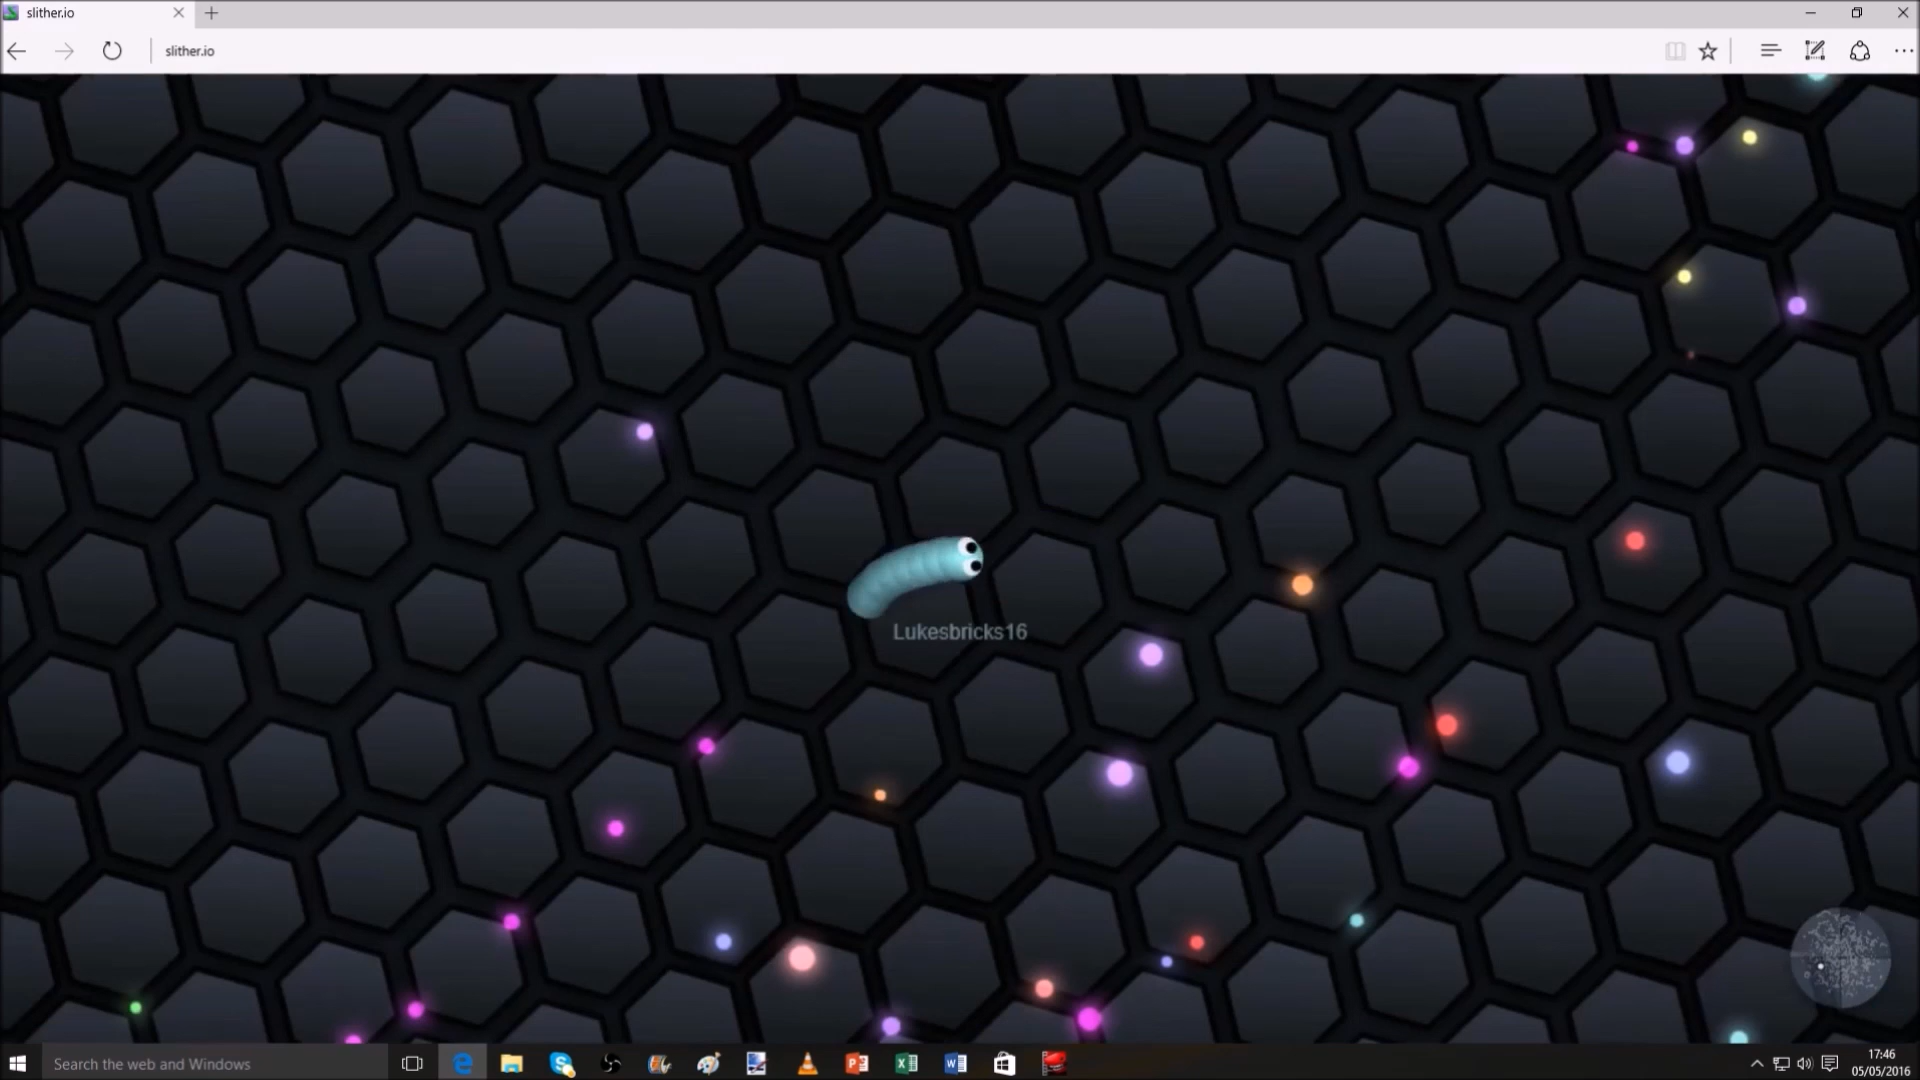 slither.io
slither.io
Lukesbricks16
Search the web and Windows
17:46
05/05/2016